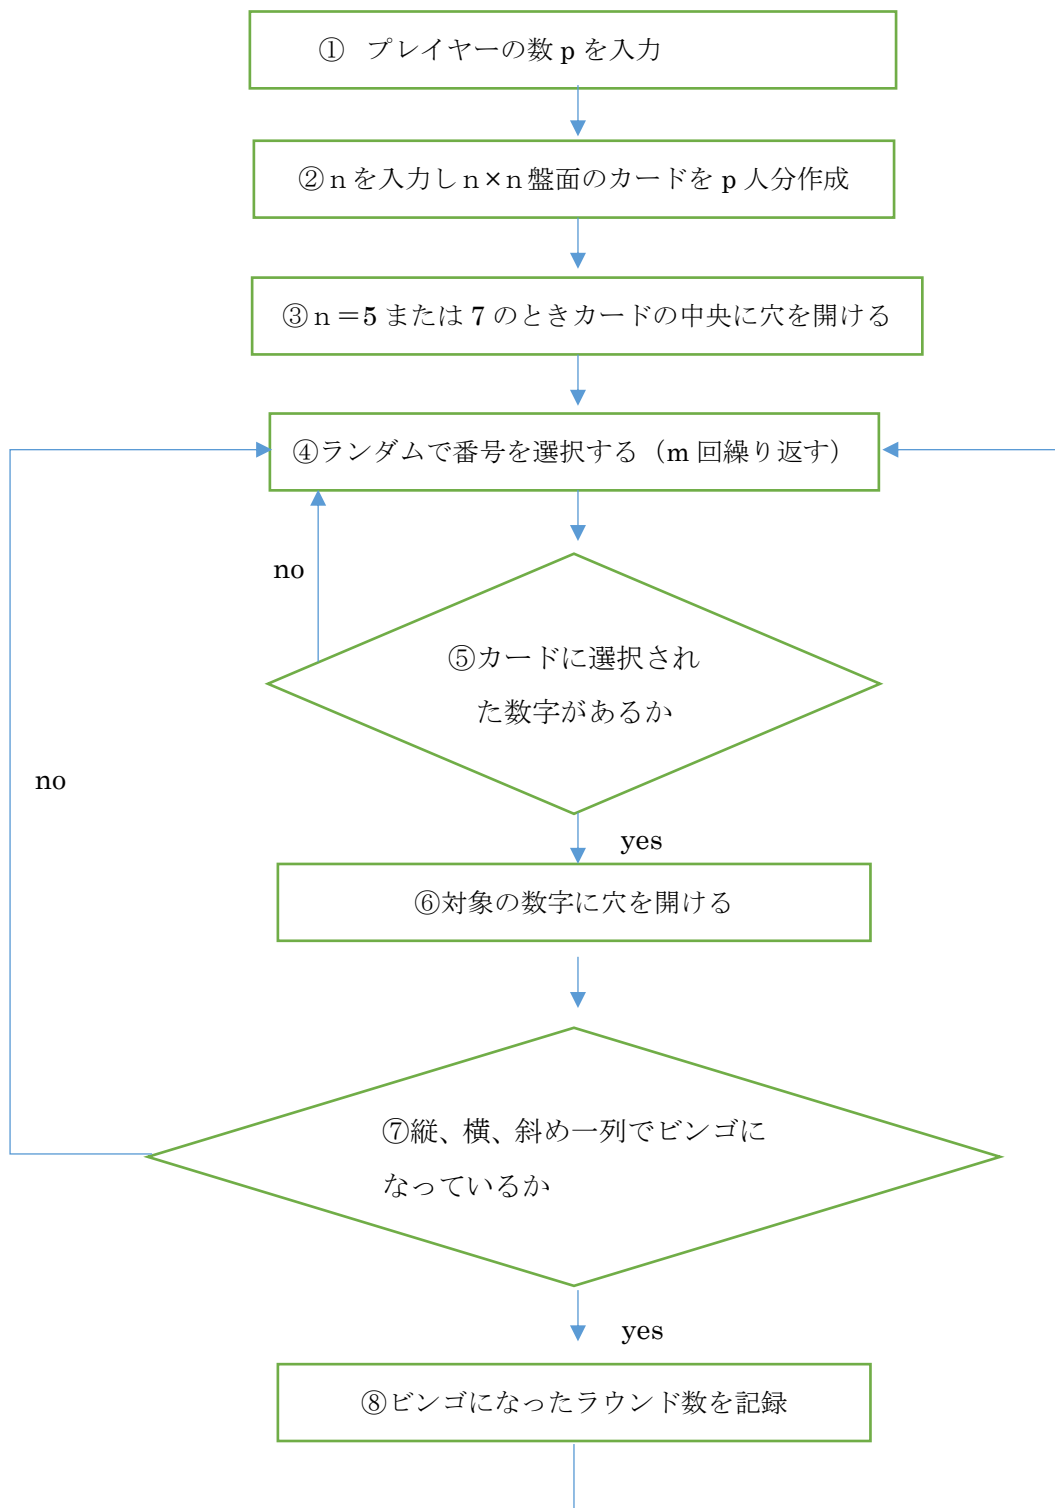 ① プレイヤーの数 p を入力
②ｎを入力しｎ×ｎ盤面のカードを p 人分作成
③ｎ＝5 または 7 のときカードの中央に穴を開ける
④ランダムで番号を選択する（m 回繰り返す）
no
⑤カードに選択され
た数字があるか
no
yes
⑥対象の数字に穴を開ける
⑦縦、横、斜め一列でビンゴに
なっているか
yes
⑧ビンゴになったラウンド数を記録